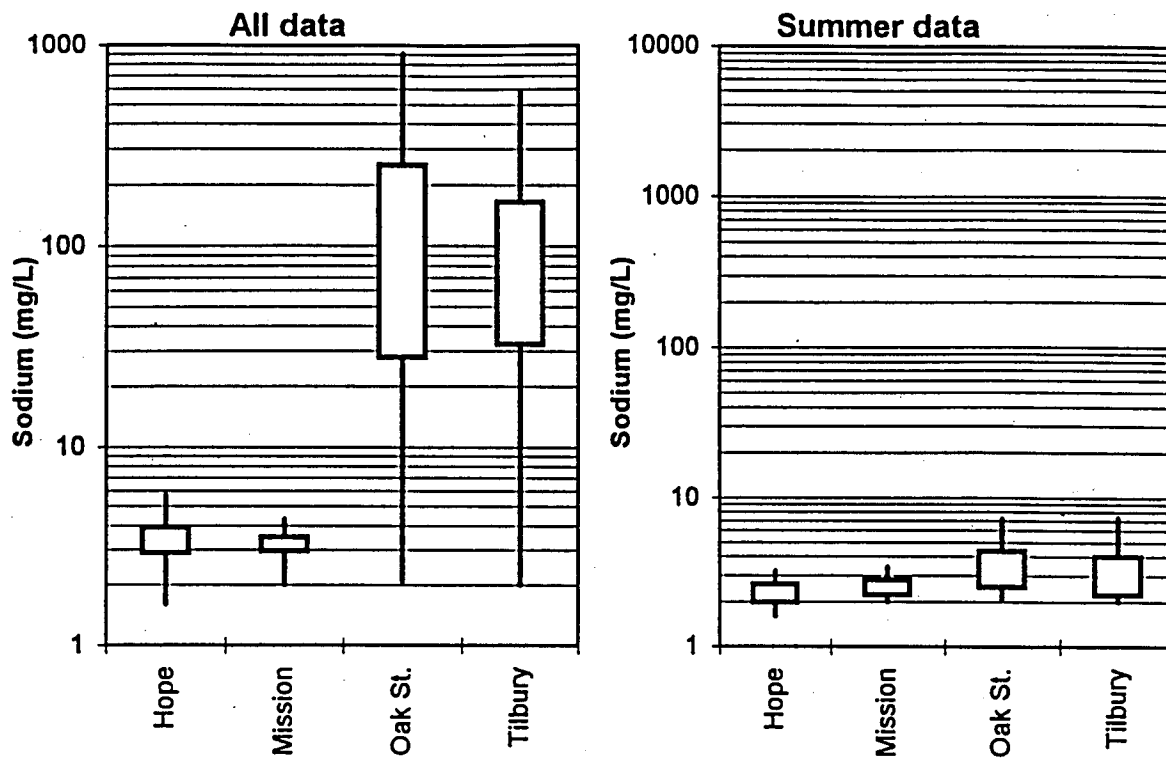 All data
1000
100
10
1
Sodium (mg/L)
Hope
Mission
Oak St.
Tilbury
Summer data
10000
1000
100
10
1
Sodium (mg/L)
Hope
Mission
Oak St.
Tilbury